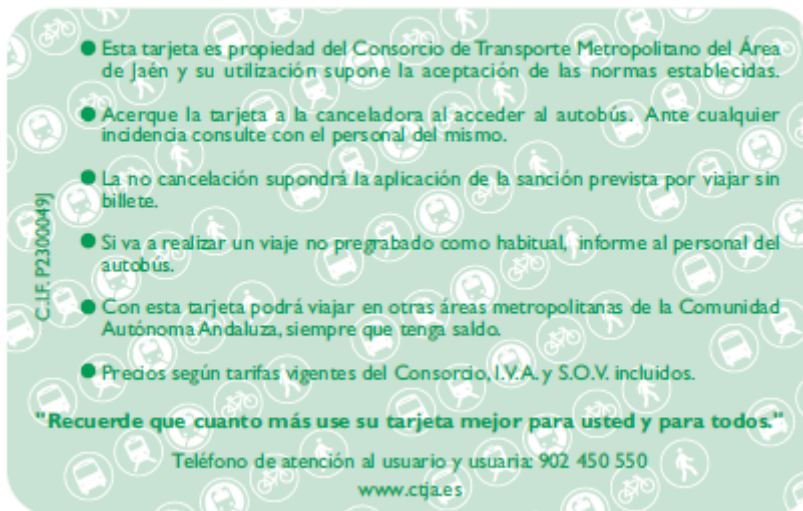 ● Esta tarjeta es propiedad del Consorcio de Transporte Metropolitano del Área
de Jaén y su utilización supone la aceptación de las normas establecidas.
● Acerque la tarjeta a la canceladora al acceder al autobús. Ante cualquier
incidencia consulte con el personal del mismo.
● La no cancelación supondrá la aplicación de la sanción prevista por viajar sin
billete.
● Si va a realizar un viaje no pregrabado como habitual, informe al personal del
autobús.
● Con esta tarjeta podrá viajar en otras áreas metropolitanas de la Comunidad
Autónoma Andaluza, siempre que tenga saldo.
● Precios según tarifas vigentes del Consorcio, I.V.A. y S.O.V. incluidos.
"Recuerde que cuanto más use su tarjeta mejor para usted y para todos."
Teléfono de atención al usuario y usuaria: 902 450 550
www.ctja.es
C.I.F. P2300049J